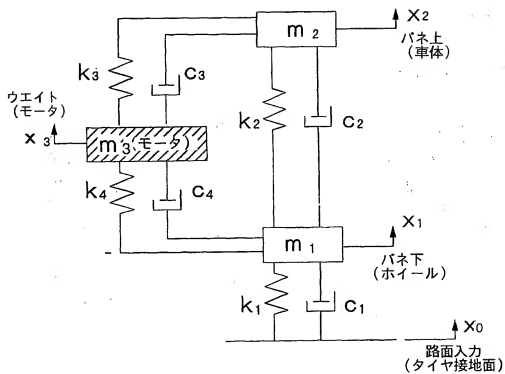 x2
m2
バネ上
(車体)
k3
c3
ウエイト
(モータ)
x3
m3(モータ)
k2
c2
k4
c4
x1
m1
バネ下
(ホイール)
k1
c1
x0
路面入力
(タイヤ接地面)